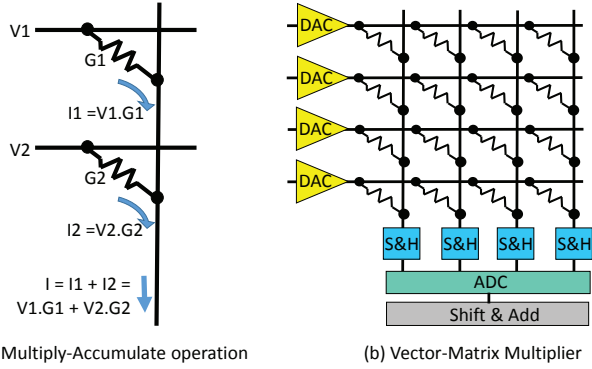 V1
G1
I1 =V1.G1
V2
G2
I2 =V2.G2
I = I1 + I2 =
V1.G1 + V2.G2
Multiply-Accumulate operation
DAC
DAC
DAC
DAC
S&H S&H S&H S&H
ADC
Shift & Add
(b) Vector-Matrix Multiplier